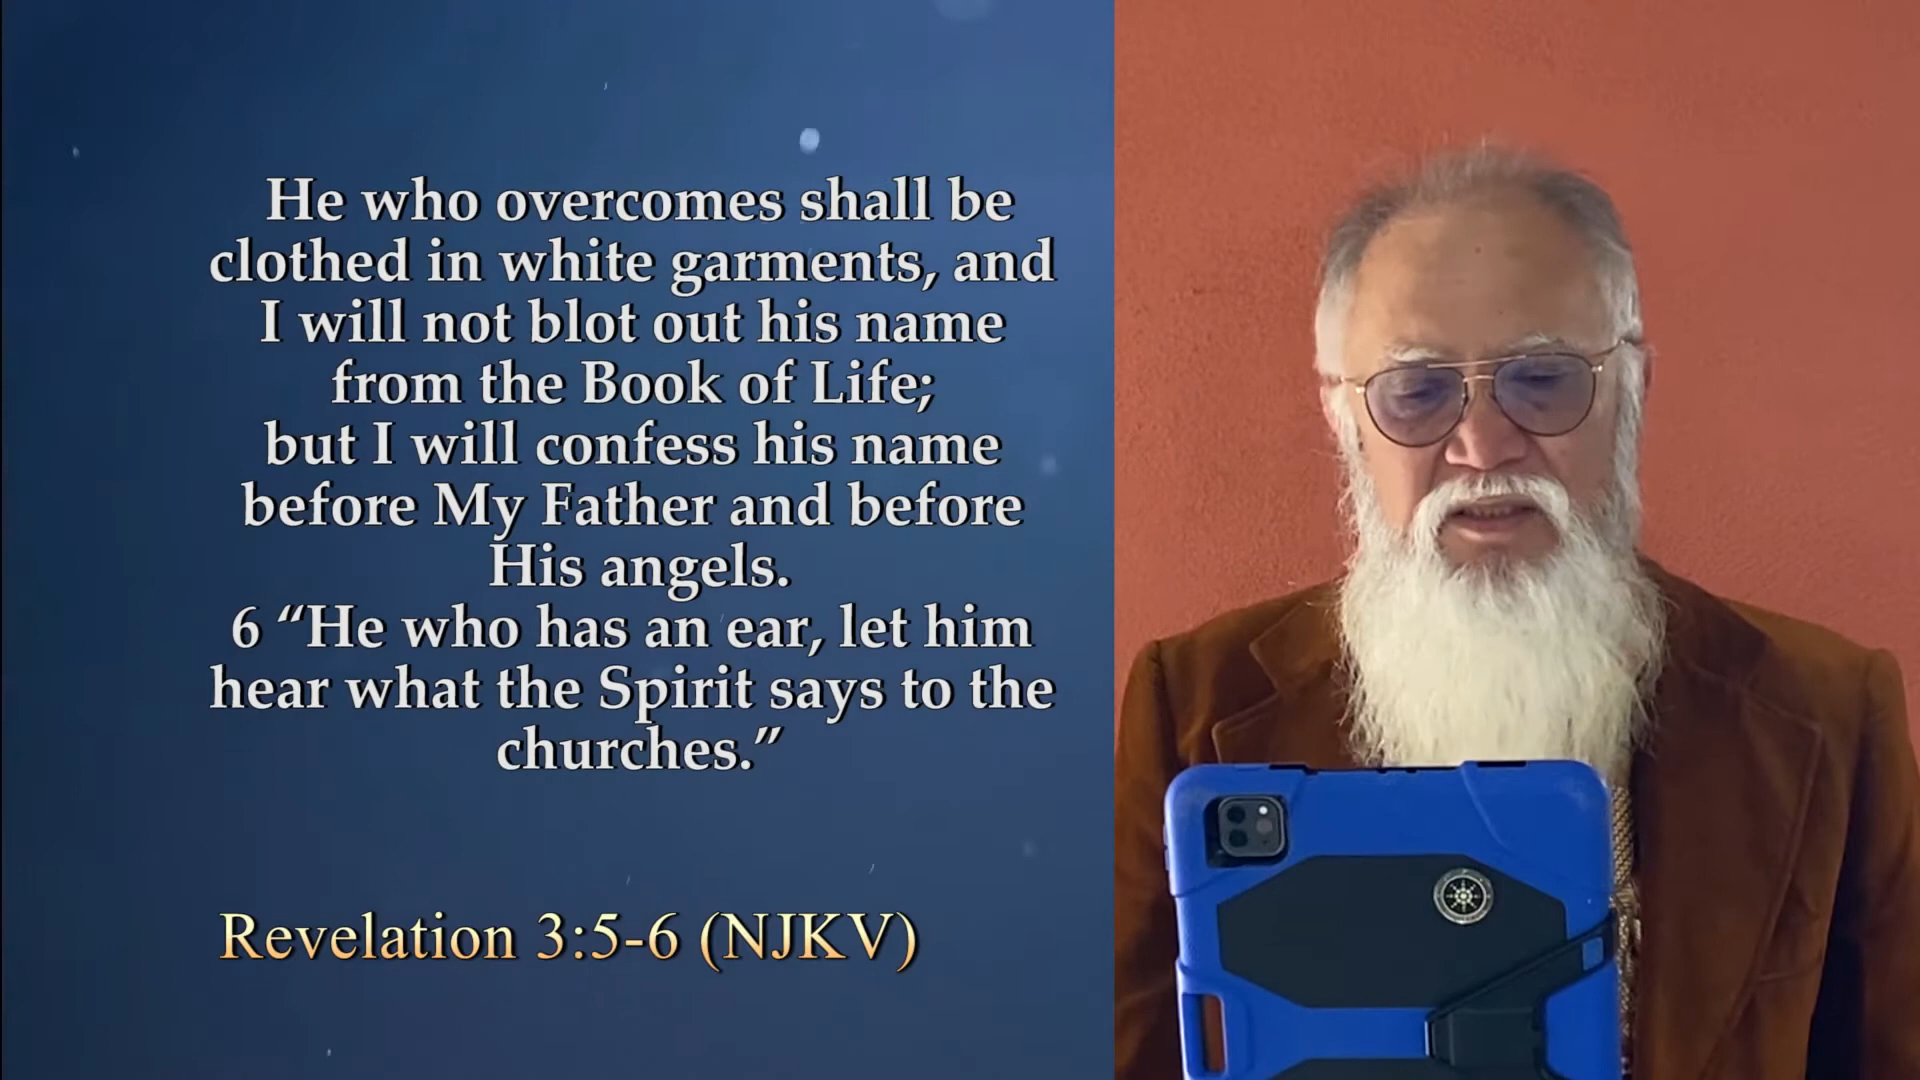 He who overcomes shall be
clothed in white garments, and
I will not blot out his name
from the Book of Life;
but I will confess his name
before My Father and before
His angels.
6 “He who has an ear, let him
hear what the Spirit says to the
churches.”
Revelation 3:5-6 (NJKV)